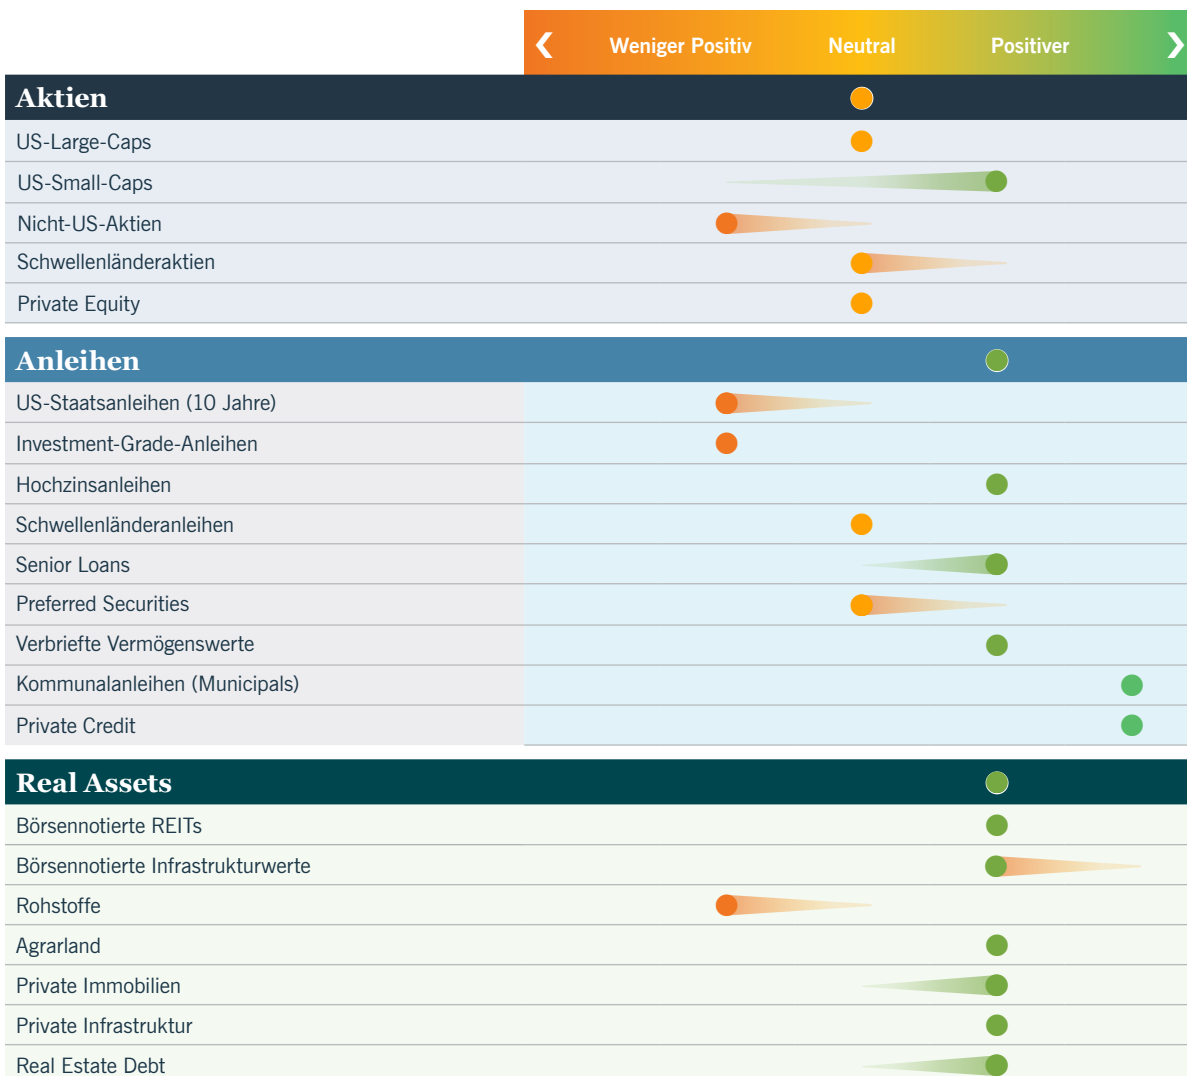 Weniger Positiv Neutral Positiver
Aktien
US-Large-Caps
US-Small-Caps
Nicht-US-Aktien
Schwellenländeraktien
Private Equity
Anleihen
US-Staatsanleihen (10 Jahre)
Investment-Grade-Anleihen
Hochzinsanleihen
Schwellenländeranleihen
Senior Loans
Preferred Securities
Verbriefte Vermögenswerte
Kommunalanleihen (Municipals)
Private Credit
Real Assets
Börsennotierte REITs
Börsennotierte Infrastrukturwerte
Rohstoffe
Agrarland
Private Immobilien
Private Infrastruktur
Real Estate Debt